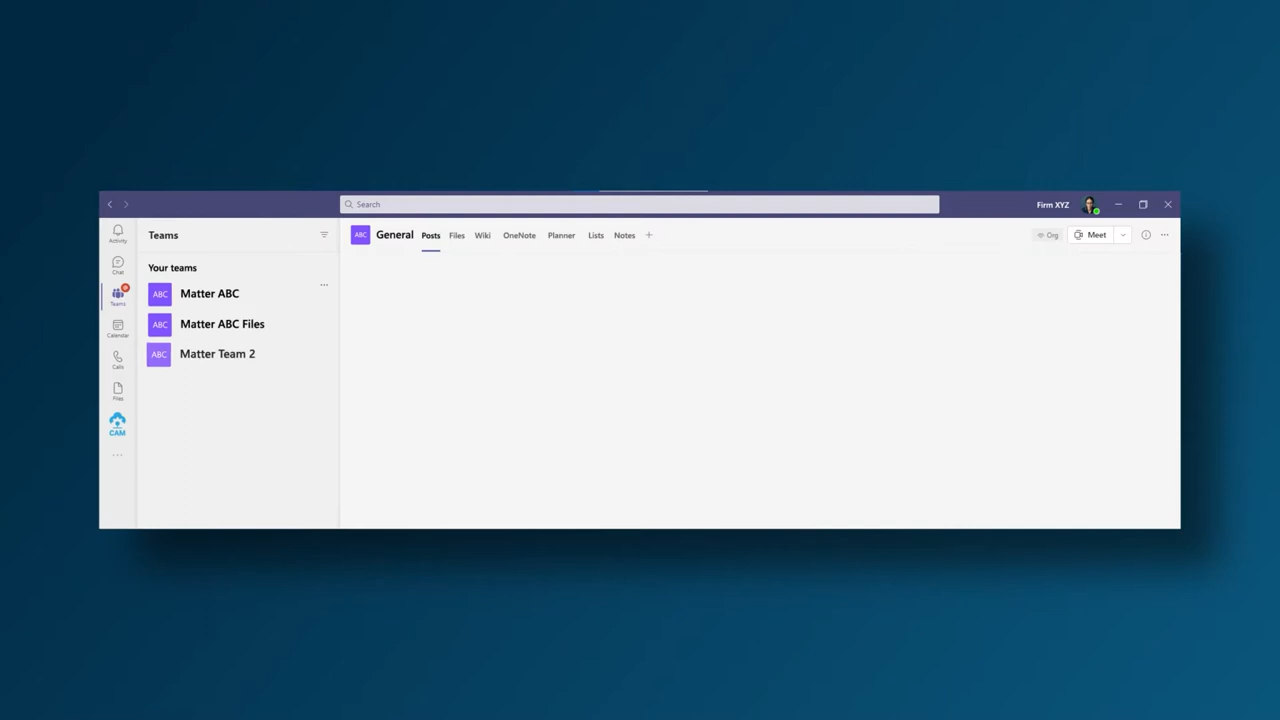 Search
Firm XYZ
Activity
Chat
Teams
Calendar
Calls
Files
CAM
Teams
Your teams
ABC Matter ABC
ABC Matter ABC Files
ABC Matter Team 2
ABC General Posts Files Wiki OneNote Planner Lists Notes
Org Meet